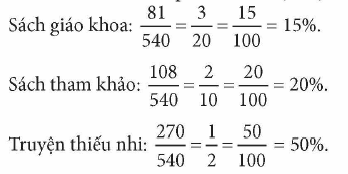 Sách giáo khoa: 81/540 = 3/20 = 15/100 = 15%.
Sách tham khảo: 108/540 = 2/10 = 20/100 = 20%.
Truyện thiếu nhi: 270/540 = 1/2 = 50/100 = 50%.